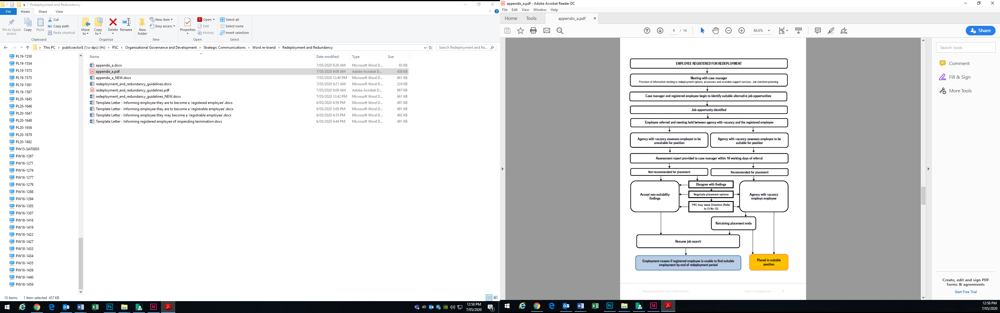 Redeployment and Redundancy
File Home Share View
Pin to Quick access
Copy
Paste
Cut
Copy path
Paste shortcut
Clipboard
Move to
Copy to
Delete
Rename
Organize
New folder
New item
Easy access
New
Properties
Open
Edit
History
Open
Select all
Select none
Invert selection
Select
This PC > publicsector$ (\\s-dpc) (H:) > PSC > Organisational Governance and Development > Strategic Communications > Word re-brand > Redeployment and Redundancy
Search Redeployment and Re...
PL19-1550
PL19-1554
PL19-1573
PL19-1575
PL19-1581
PL19-1587
PL20-1645
PL20-1646
PL20-1647
PL20-1648
PL20-1656
PL20-1679
PL20-1682
PW15-SAT0003
PW16-1267
PW16-1271
PW16-1274
PW16-1277
PW16-1279
PW16-1288
PW16-1294
PW16-1305
PW16-1307
PW18-1416
PW18-1419
PW18-1422
PW18-1427
PW18-1433
PW18-1434
PW18-1435
PW18-1439
PW18-1440
PW18-1459
Name Date modified Type Size
appendix_a.docx 7/05/2020 9:26 AM Microsoft Word D... 93 KB
appendix_a.pdf 7/05/2020 9:09 AM Adobe Acrobat D... 438 KB
appendix_a_NEW.docx 7/05/2020 12:40 PM Microsoft Word D... 661 KB
redeployment_and_redundancy_guidelines.docx 7/05/2020 9:21 AM Microsoft Word D... 224 KB
redeployment_and_redundancy_guidelines.pdf 7/05/2020 9:08 AM Adobe Acrobat D... 967 KB
redeployment_and_redundancy_guidelines_NEW.docx 7/05/2020 12:42 PM Microsoft Word D... 661 KB
Template Letter - Informing employee they are to become a 'registered employee'.docx 6/05/2020 4:59 PM Microsoft Word D... 491 KB
Template Letter - Informing employee they are to become a 'registrable employee'.docx 6/05/2020 5:09 PM Microsoft Word D... 491 KB
Template Letter - Informing employee they may become a 'registrable employee'.docx 6/05/2020 4:35 PM Microsoft Word D... 492 KB
Template Letter - Informing registered employee of impending termination.docx 6/05/2020 4:44 PM Microsoft Word D... 491 KB
10 items 1 item selected 437 KB
12:58 PM
7/05/2020
appendix_a.pdf - Adobe Acrobat Reader DC
File Edit View Window Help
Home Tools appendix_a.pdf
9 / 14
68.6%
Share
EMPLOYEE REGISTERED FOR REDEPLOYMENT
Meeting with case manager
Provision of information relating to redeployment options, processes and available support services. Job transition planning.
Case manager and registered employee begin to identify suitable alternative job opportunities
Job opportunity identified
Employee referred and meeting held between agency with vacancy and the registered employee
Agency with vacancy assesses employee to be
unsuitable for position
Agency with vacancy assesses employee to be
suitable for position
Assessment report provided to case manager within 10 working days of referral
Not recommended for placement
Recommended for placement
Accept non-suitability
findings
Disagree with findings
Negotiate placement options
PSC may issue Direction (Refer
to CI No.12)
Agency with vacancy
employs employee
Retraining placement ends
Resume job search
Employment ceases if registered employee is unable to find suitable
employment by end of redeployment period
Placed in suitable
position
Redeployment and redundancy Case management 9
Search tools
Comment
Fill & Sign
More Tools
Create, edit and sign PDF
forms & agreements
Start Free Trial
12:58 PM
7/05/2020